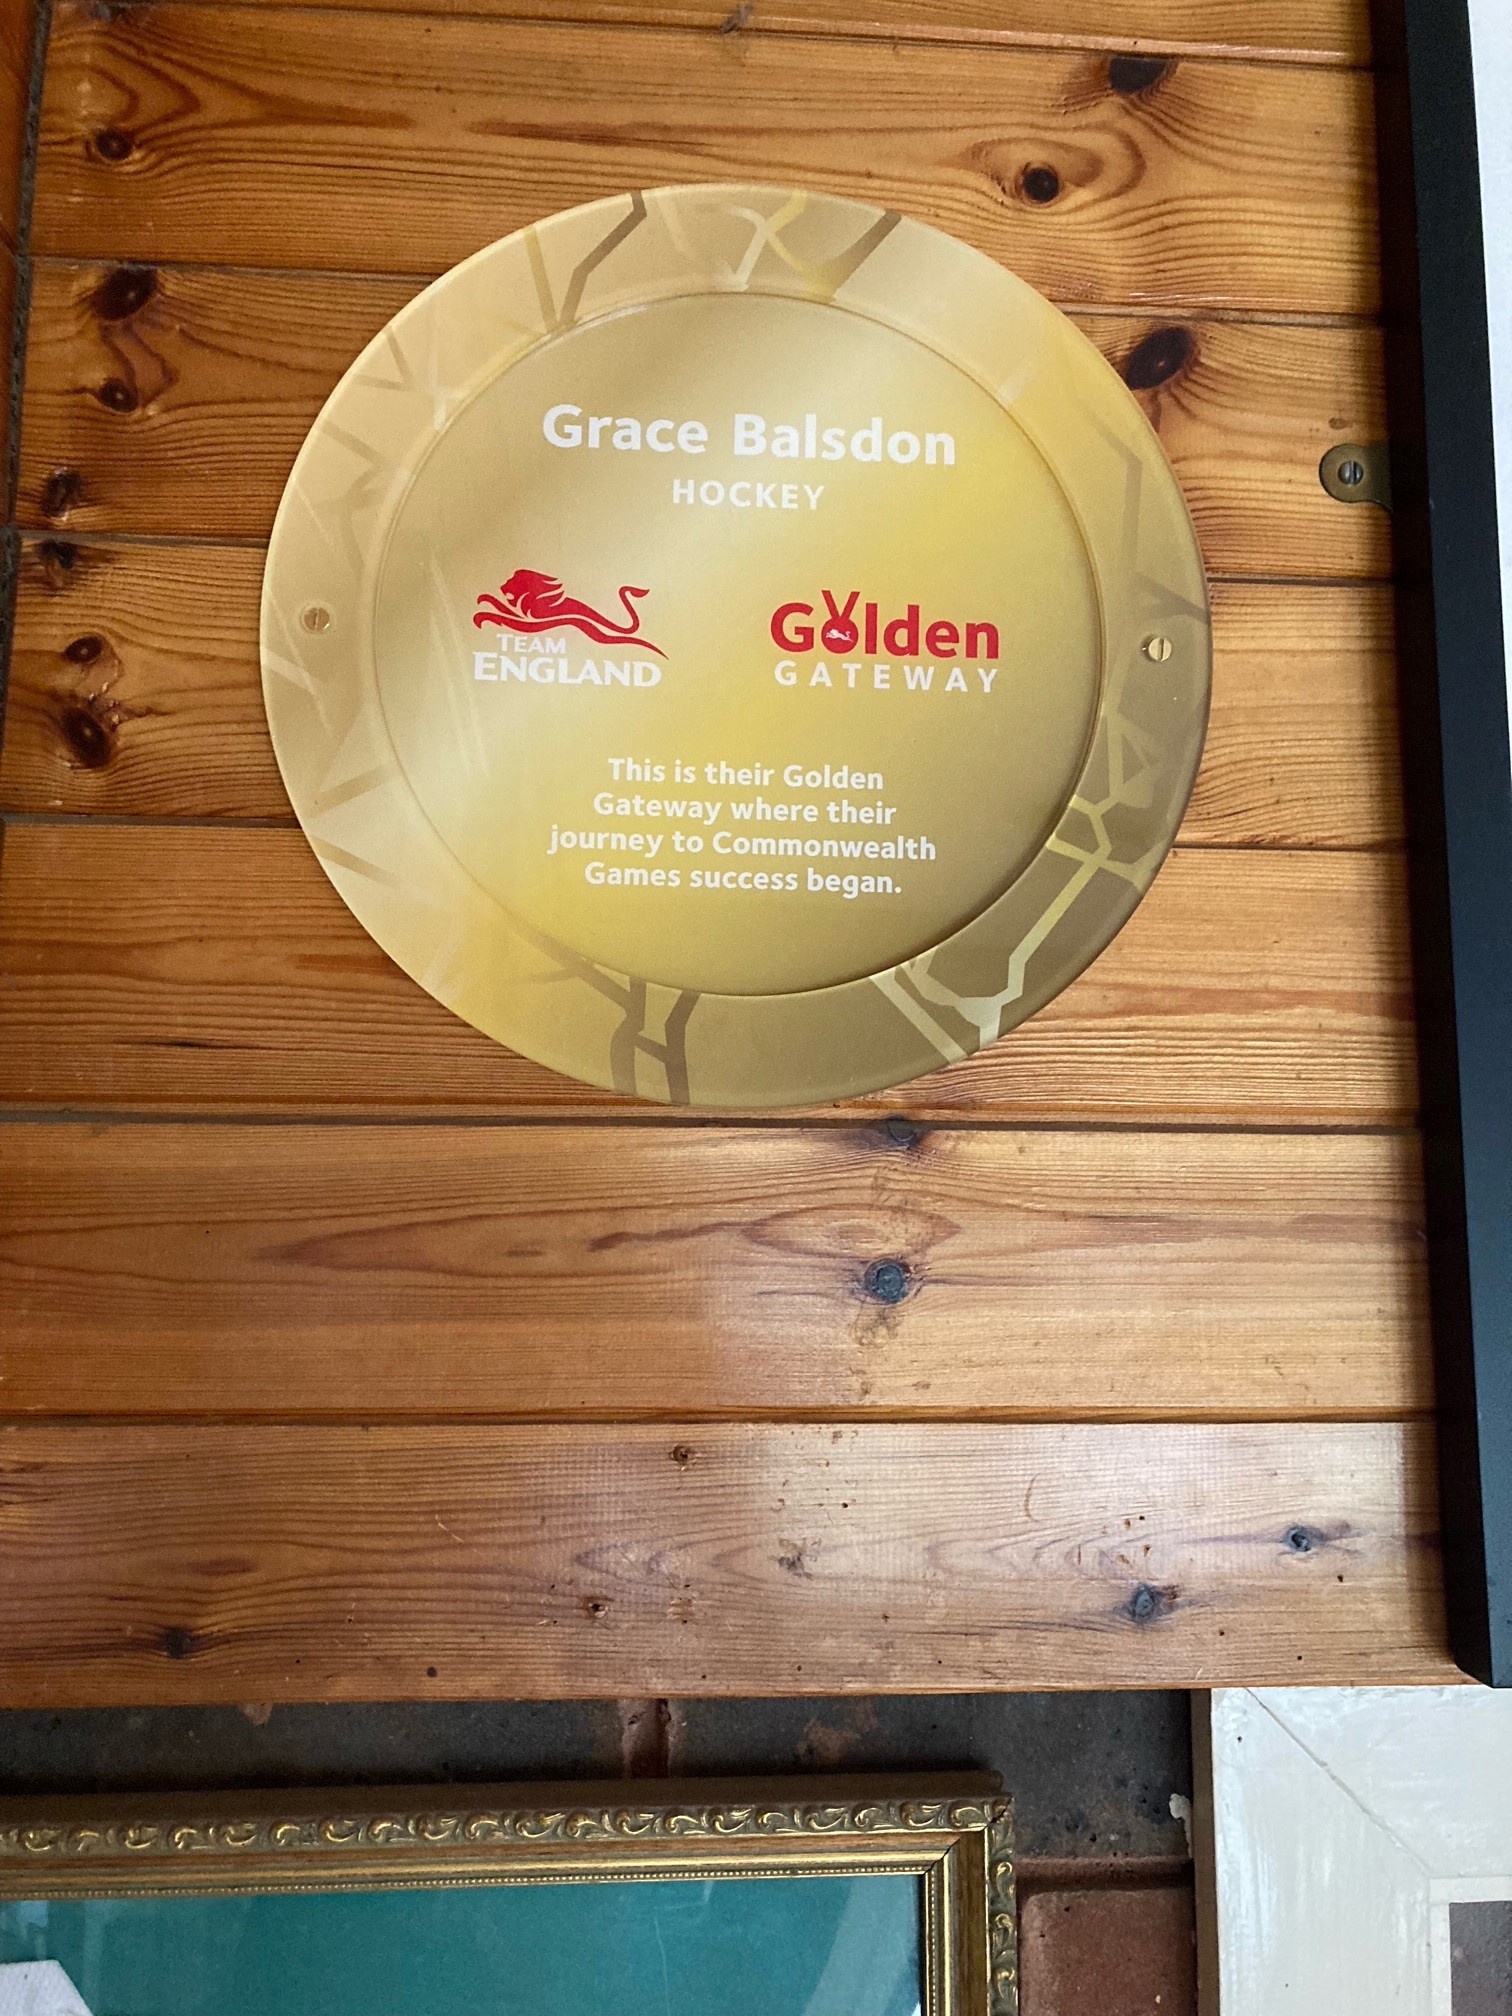 Grace Balsdon
HOCKEY
TEAM
ENGLAND
Golden
GATEWAY
This is their Golden
Gateway where their
journey to Commonwealth
Games success began.